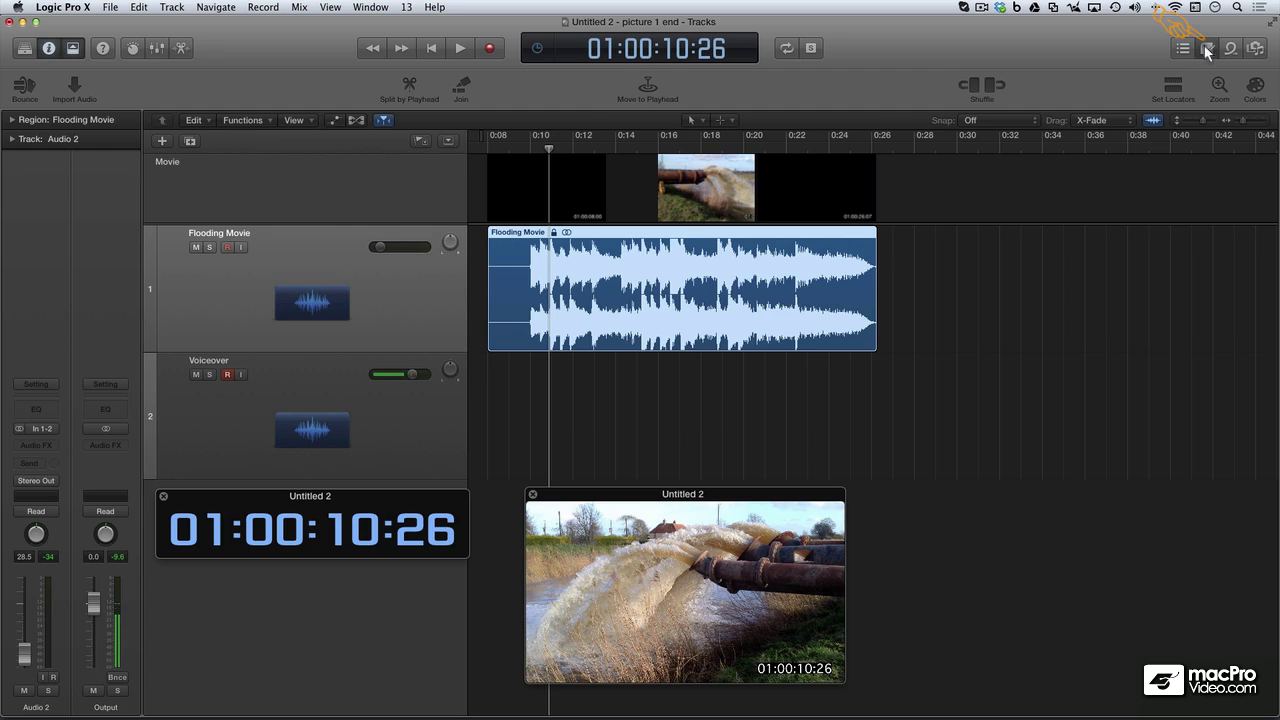 Logic Pro X File Edit Track Navigate Record Mix View Window 13 Help
Untitled 2 - picture 1 end - Tracks
01:00:10:26
S
Bounce Import Audio Split by Playhead Join Move to Playhead Shuffle Set Locators Zoom Colors
Region: Flooding Movie
Edit Functions View Snap: Off Drag: X-Fade
Track: Audio 2
0:08 0:10 0:12 0:14 0:16 0:18 0:20 0:22 0:24 0:26 0:28 0:30 0:32 0:34 0:36 0:38 0:40 0:42 0:44
Movie
01:00:08:00
01:00:26:07
Flooding Movie
M S R I
1
Flooding Movie
Voiceover
M S R I
2
Setting Setting
EQ EQ
In 1-2
Audio FX Audio FX
Send
Stereo Out
Read Read
28.5 -34 0.0 -9.6
I R Bnce
M S M S
Audio 2 Output
Untitled 2
01:00:10:26
Untitled 2
01:00:10:26
macPro
Video.com